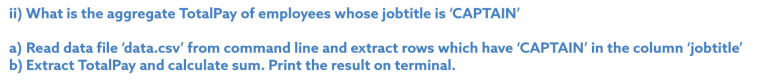 ii) What is the aggregate TotalPay of employees whose jobtitle is ‘CAPTAIN’
a) Read data file ‘data.csv’ from command line and extract rows which have ‘CAPTAIN’ in the column ‘jobtitle’
b) Extract TotalPay and calculate sum. Print the result on terminal.